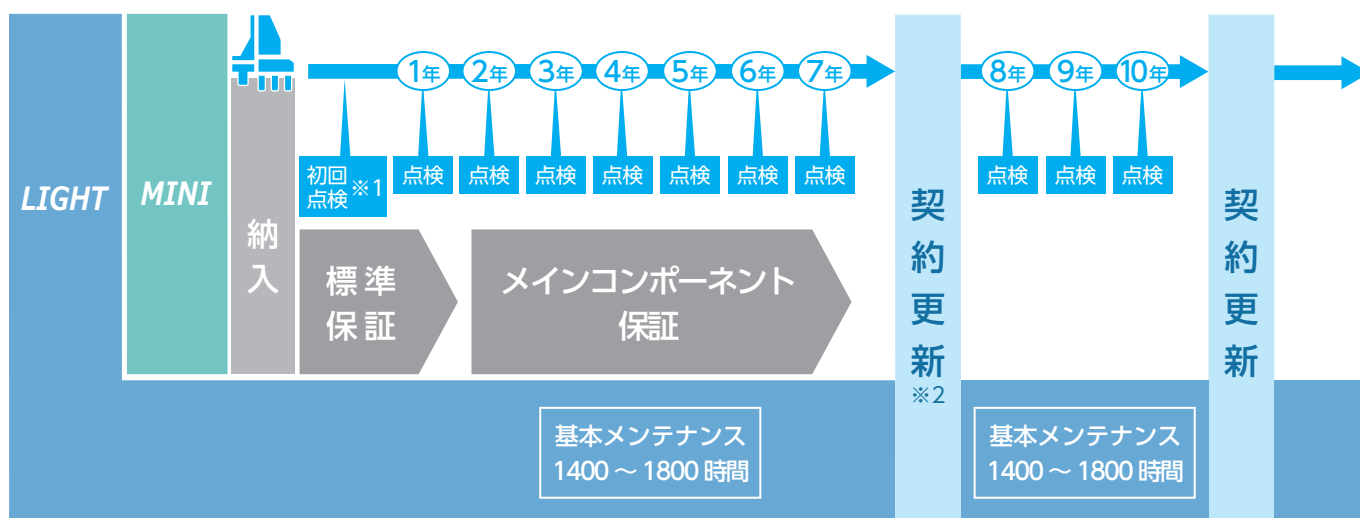 LIGHT
MINI
納入
1年
2年
3年
4年
5年
6年
7年
8年
9年
10年
初回
点検
※1
点検
点検
点検
点検
点検
点検
点検
点検
点検
点検
標準
保証
メインコンポーネント
保証
契約更新
※2
契約更新
基本メンテナンス
1400 ～ 1800 時間
基本メンテナンス
1400 ～ 1800 時間